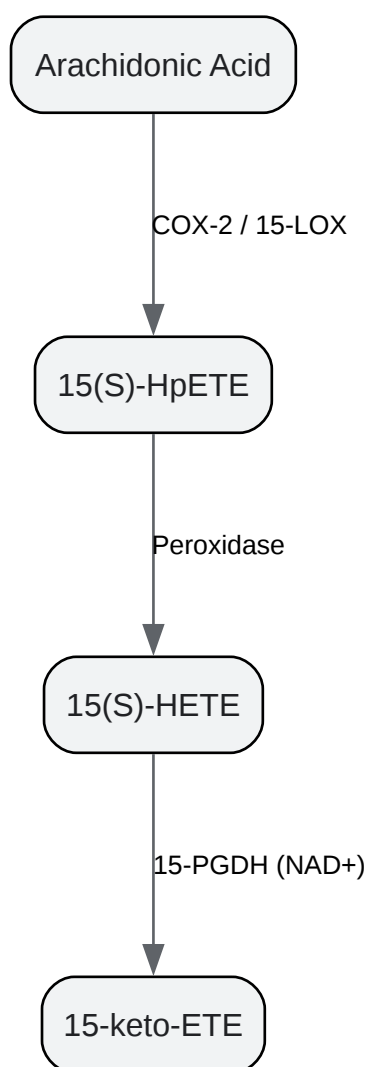 Arachidonic Acid
COX-2 / 15-LOX
15(S)-HpETE
Peroxidase
15(S)-HETE
15-PGDH (NAD+)
15-keto-ETE